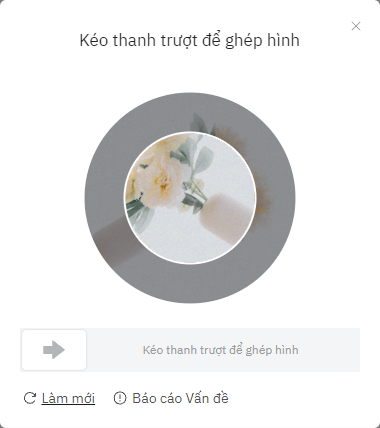 Kéo thanh trượt để ghép hình
Kéo thanh trượt để ghép hình
Làm mới
Báo cáo Vấn đề